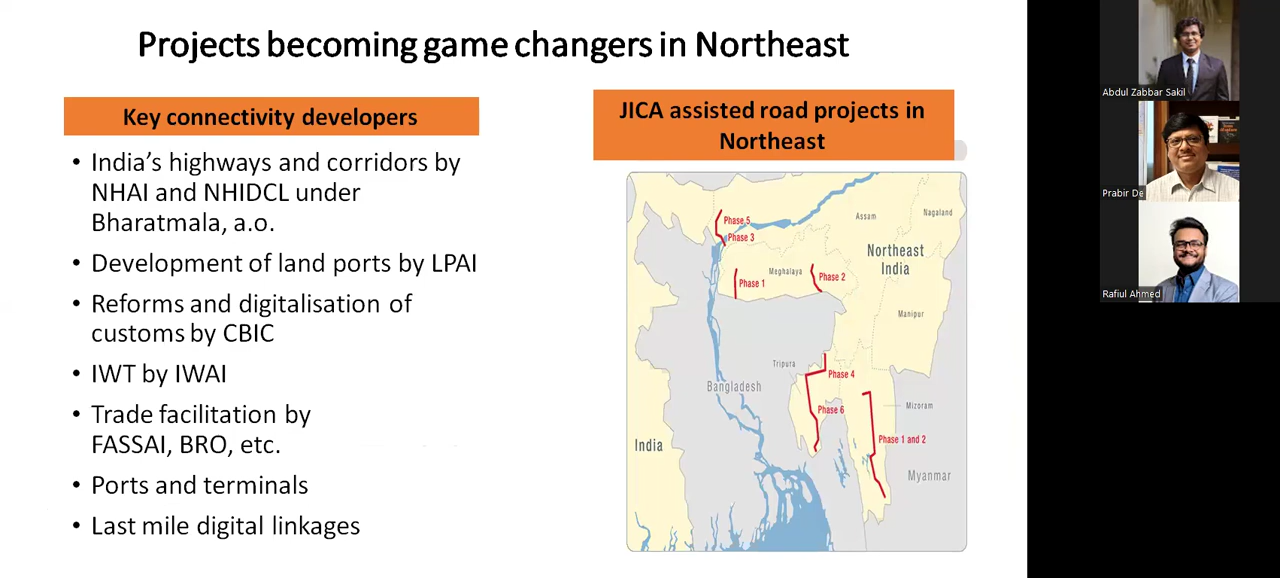 Projects becoming game changers in Northeast
Key connectivity developers
• India's highways and corridors by
NHAI and NHIDCL under
Bharatmala, a.o.
• Development of land ports by LPAI
• Reforms and digitalisation of
customs by CBIC
• IWT by IWAI
• Trade facilitation by
FASSAI, BRO, etc.
• Ports and terminals
• Last mile digital linkages
JICA assisted road projects in
Northeast
Phase 5
Phase 3
Assam
Nagaland
Northeast
India
Phase 1
Meghalaya
Phase 2
Manipur
Tripura
Phase 4
Bangladesh
Phase 6
Mizoram
Phase 1 and 2
India
Myanmar
Abdul Zabbar Sakil
Prabir De
Rafiul Ahmed